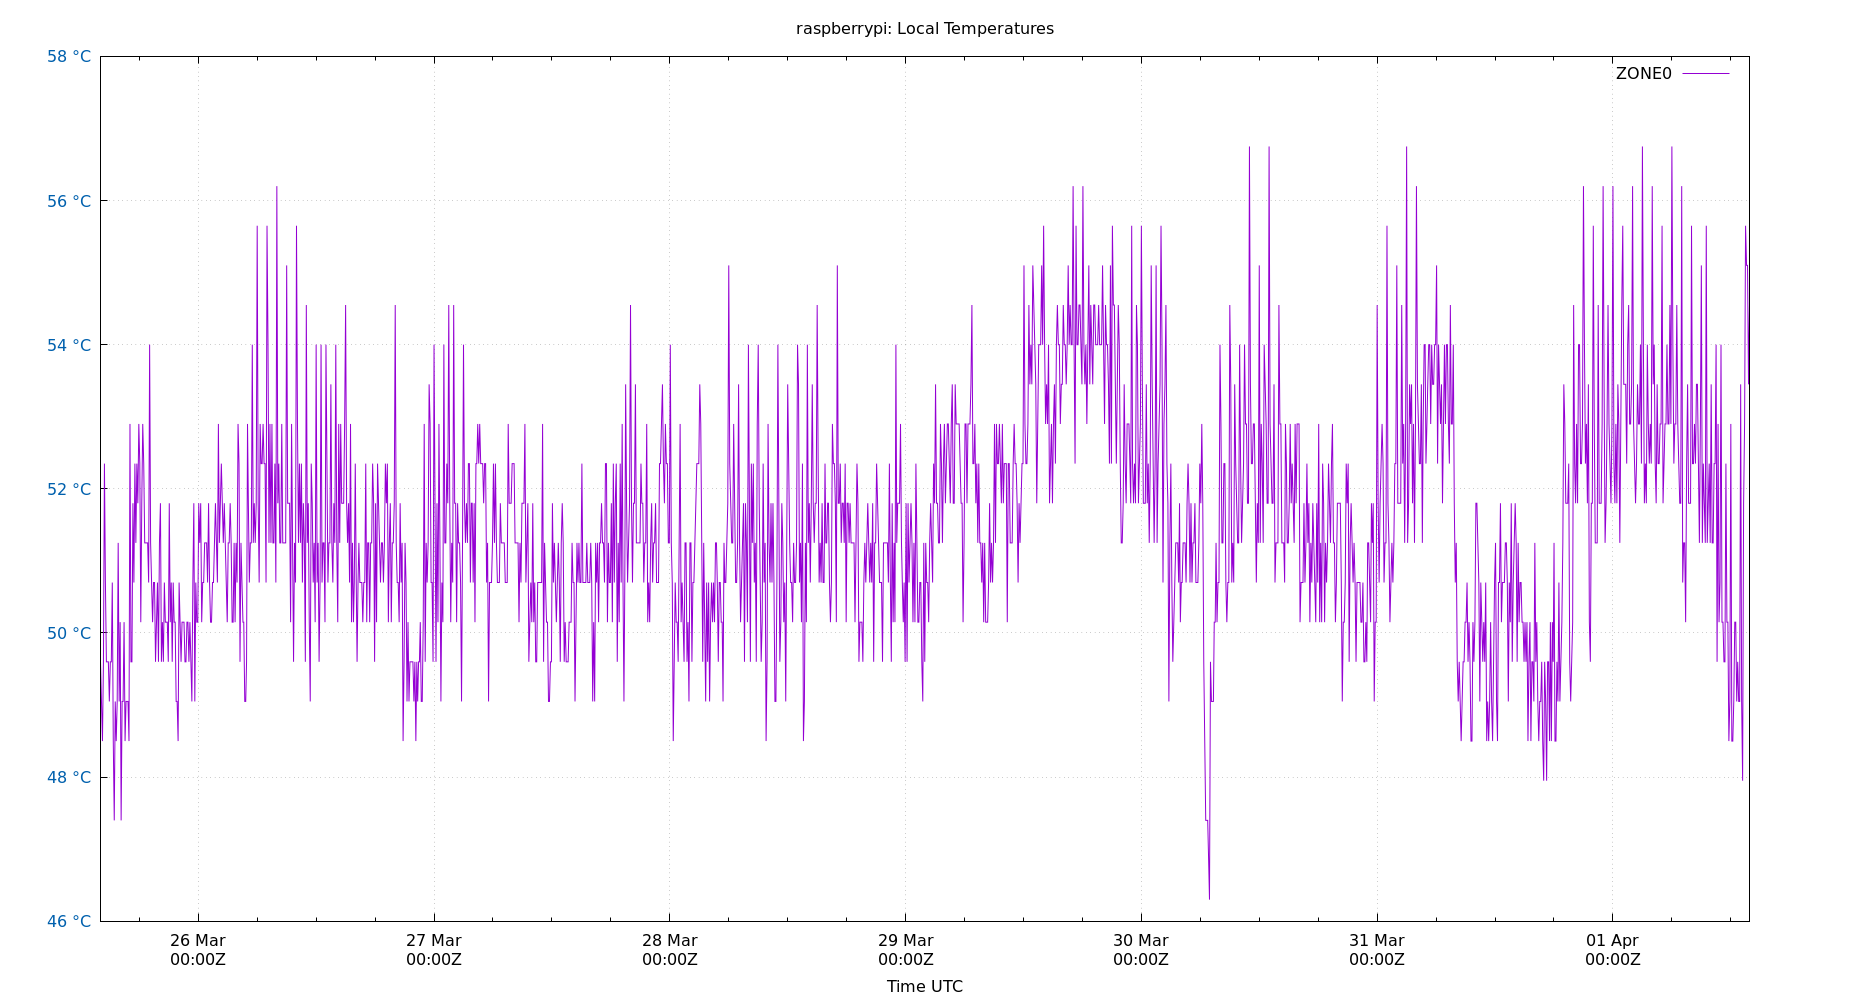 raspberrypi: Local Temperatures
58 °C
ZONE0
56 °C
54 °C
52 °C
50 °C
48 °C
46 °C
26 Mar 27 Mar 28 Mar 29 Mar 30 Mar 31 Mar 01 Apr
00:00Z 00:00Z 00:00Z 00:00Z 00:00Z 00:00Z 00:00Z
Time UTC